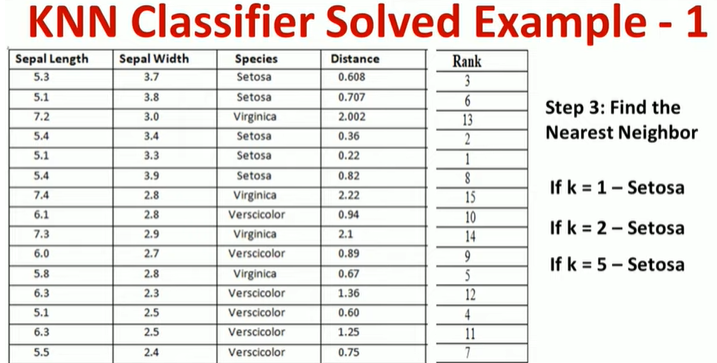 KNN Classifier Solved Example - 1
Sepal Length Sepal Width Species Distance Rank
5.3 3.7 Setosa 0.608 3
5.1 3.8 Setosa 0.707 6
7.2 3.0 Virginica 2.002 13
5.4 3.4 Setosa 0.36 2
5.1 3.3 Setosa 0.22 1
5.4 3.9 Setosa 0.82 8
7.4 2.8 Virginica 2.22 15
6.1 2.8 Verscicolor 0.94 10
7.3 2.9 Virginica 2.1 14
6.0 2.7 Verscicolor 0.89 9
5.8 2.8 Virginica 0.67 5
6.3 2.3 Verscicolor 1.36 12
5.1 2.5 Verscicolor 0.60 4
6.3 2.5 Verscicolor 1.25 11
5.5 2.4 Verscicolor 0.75 7
Step 3: Find the
Nearest Neighbor
If k = 1 – Setosa
If k = 2 – Setosa
If k = 5 – Setosa